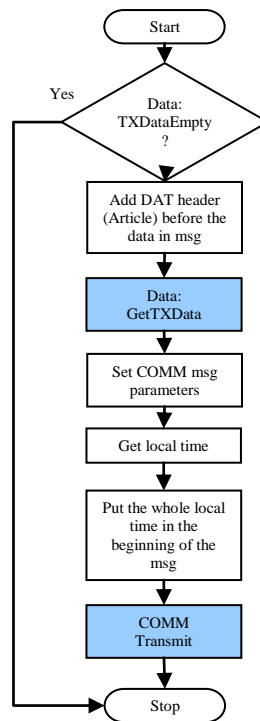 Start
Yes
Data:
TXDataEmpty
?
Add DAT header
(Article) before the
data in msg
Data:
GetTXData
Set COMM msg
parameters
Get local time
Put the whole local
time in the
beginning of the
msg
COMM
Transmit
Stop